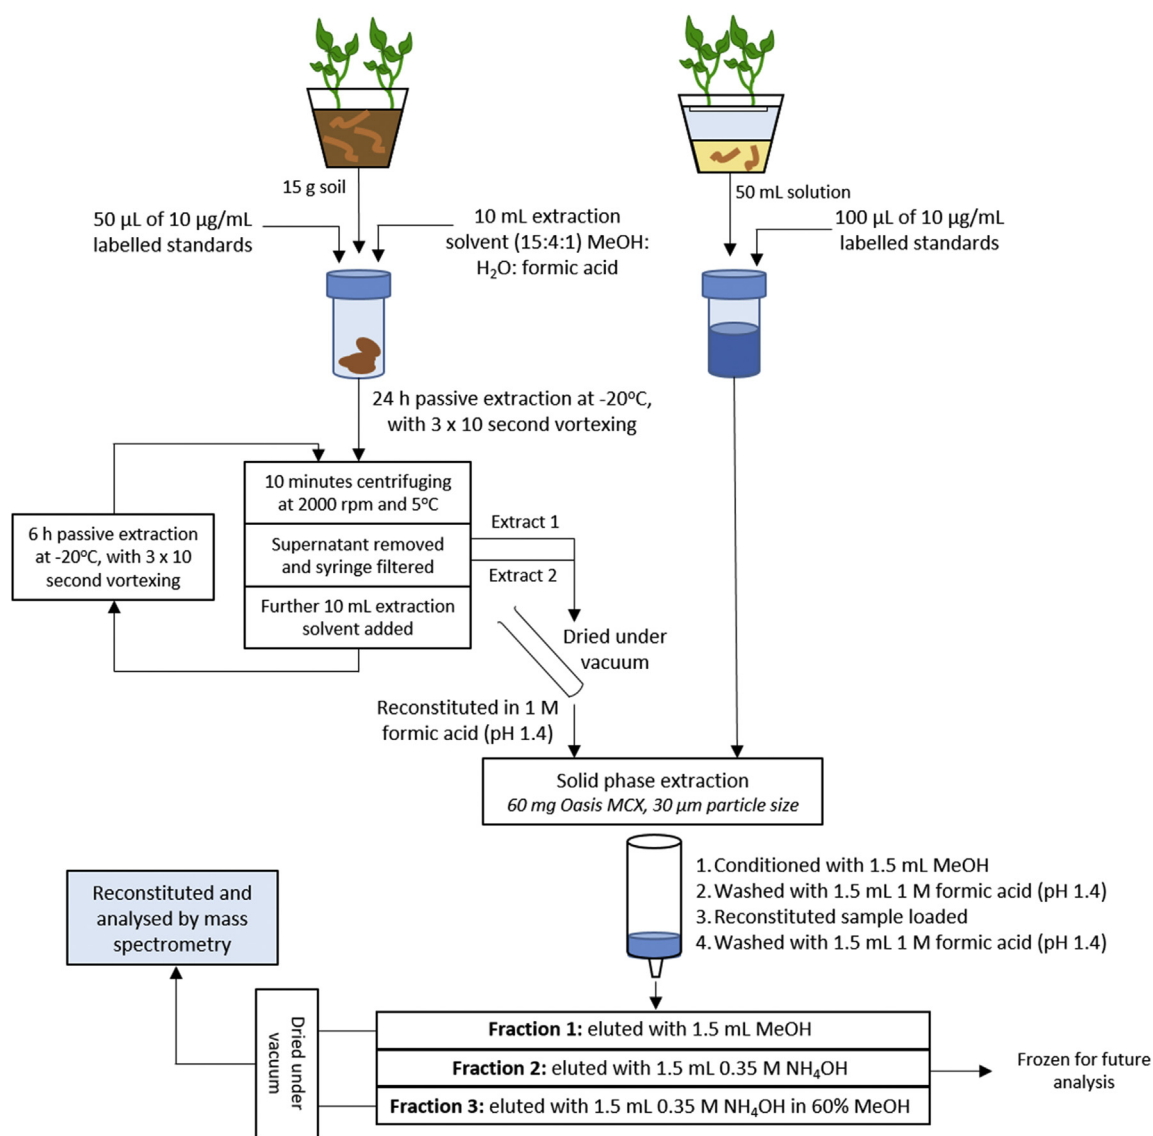 15 g soil
50 mL solution
50 µL of 10 µg/mL
labelled standards
10 mL extraction
solvent (15:4:1) MeOH:
H₂O: formic acid
100 µL of 10 µg/mL
labelled standards
24 h passive extraction at -20°C,
with 3 x 10 second vortexing
10 minutes centrifuging
at 2000 rpm and 5°C
6 h passive extraction
at -20°C, with 3 x 10
second vortexing
Supernatant removed
and syringe filtered
Extract 1
Extract 2
Further 10 mL extraction
solvent added
Dried under
vacuum
Reconstituted in 1 M
formic acid (pH 1.4)
Solid phase extraction
60 mg Oasis MCX, 30 µm particle size
1. Conditioned with 1.5 mL MeOH
2. Washed with 1.5 mL 1 M formic acid (pH 1.4)
3. Reconstituted sample loaded
4. Washed with 1.5 mL 1 M formic acid (pH 1.4)
Reconstituted and
analysed by mass
spectrometry
Dried under
vacuum
Fraction 1: eluted with 1.5 mL MeOH
Fraction 2: eluted with 1.5 mL 0.35 M NH₄OH
Fraction 3: eluted with 1.5 mL 0.35 M NH₄OH in 60% MeOH
Frozen for future
analysis